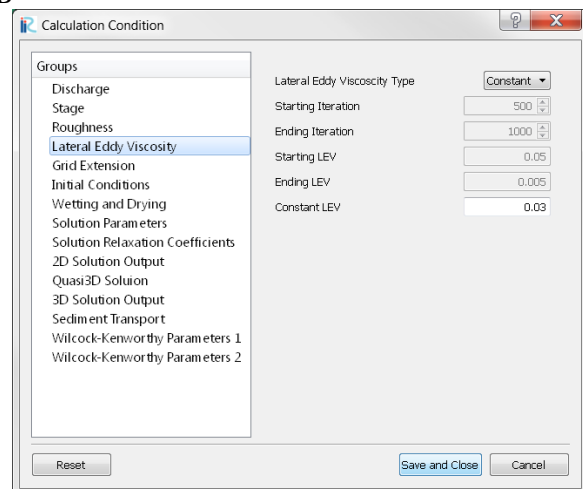 Calculation Condition
Groups
Discharge
Stage
Roughness
Lateral Eddy Viscosity
Grid Extension
Initial Conditions
Wetting and Drying
Solution Parameters
Solution Relaxation Coefficients
2D Solution Output
Quasi3D Soluion
3D Solution Output
Sediment Transport
Wilcock-Kenworthy Parameters 1
Wilcock-Kenworthy Parameters 2
Lateral Eddy Viscoscity Type Constant
Starting Iteration 500
Ending Iteration 1000
Starting LEV 0.05
Ending LEV 0.005
Constant LEV 0.03
Reset Save and Close Cancel